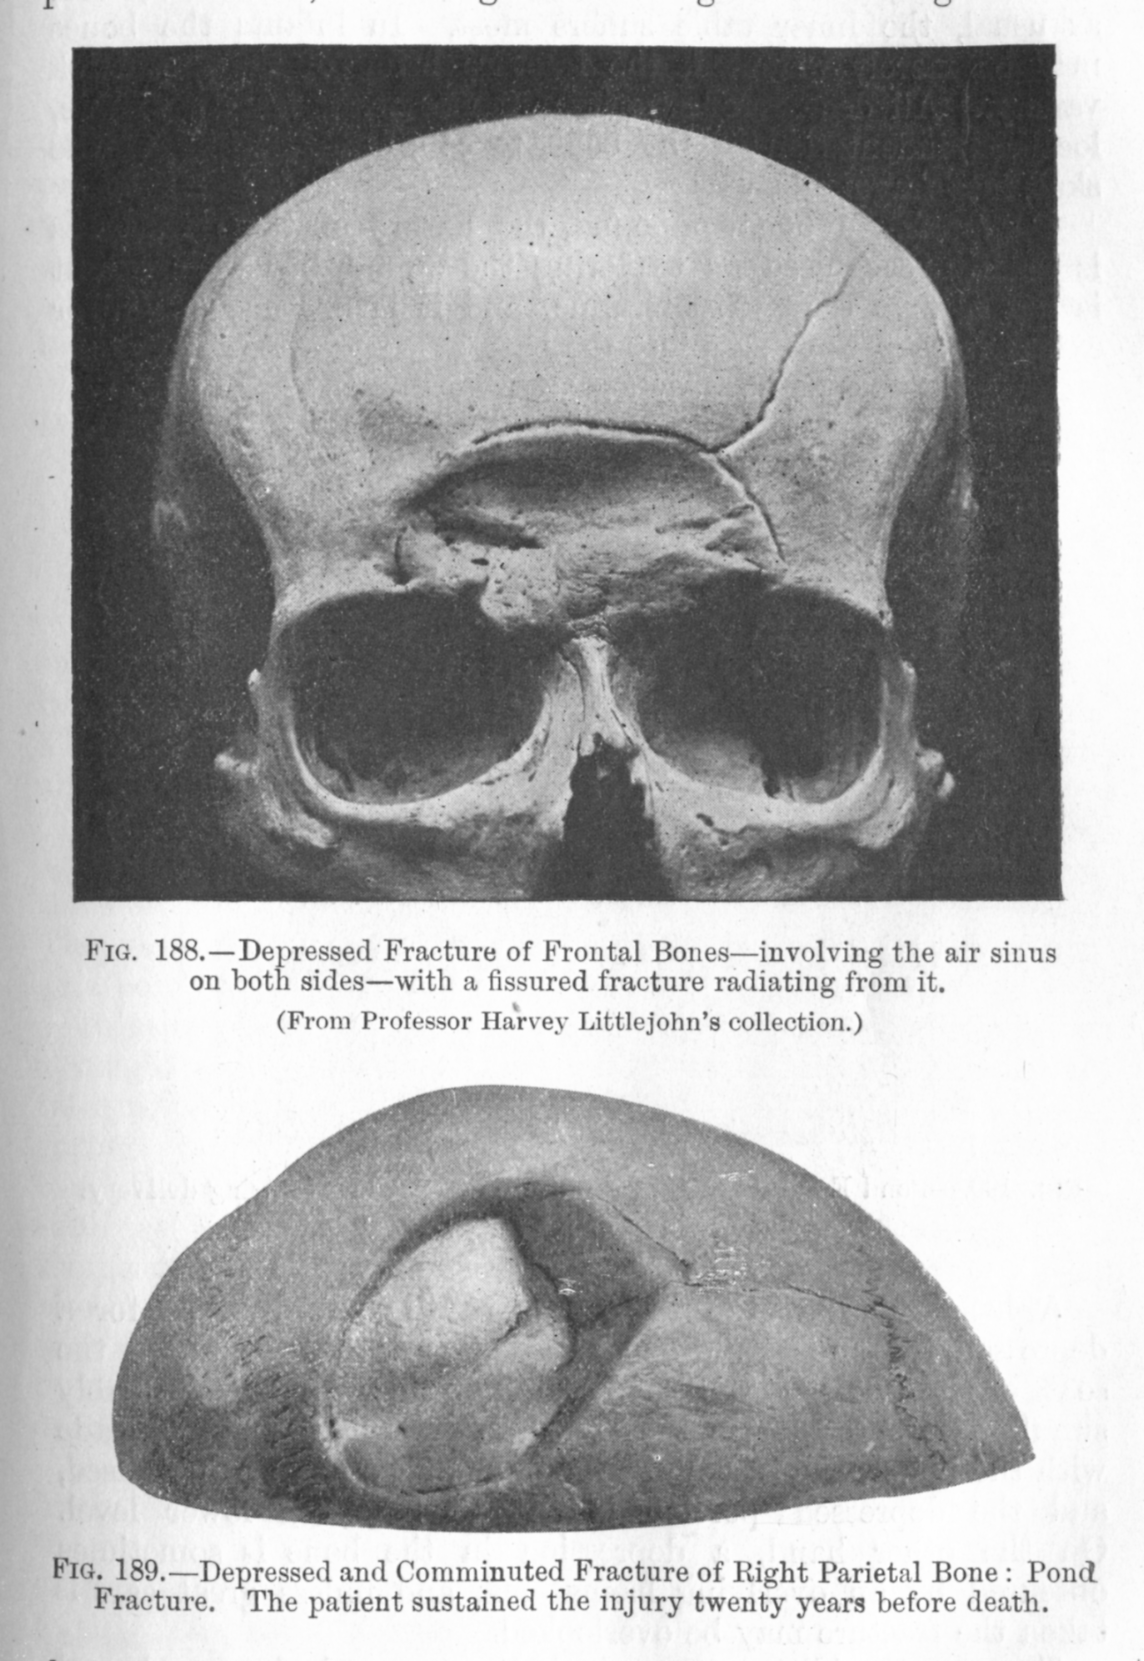 FIG. 188.—Depressed Fracture of Frontal Bones—involving the air sinus
on both sides—with a fissured fracture radiating from it.
(From Professor Harvey Littlejohn's collection.)
FIG. 189.—Depressed and Comminuted Fracture of Right Parietal Bone : Pond
Fracture. The patient sustained the injury twenty years before death.